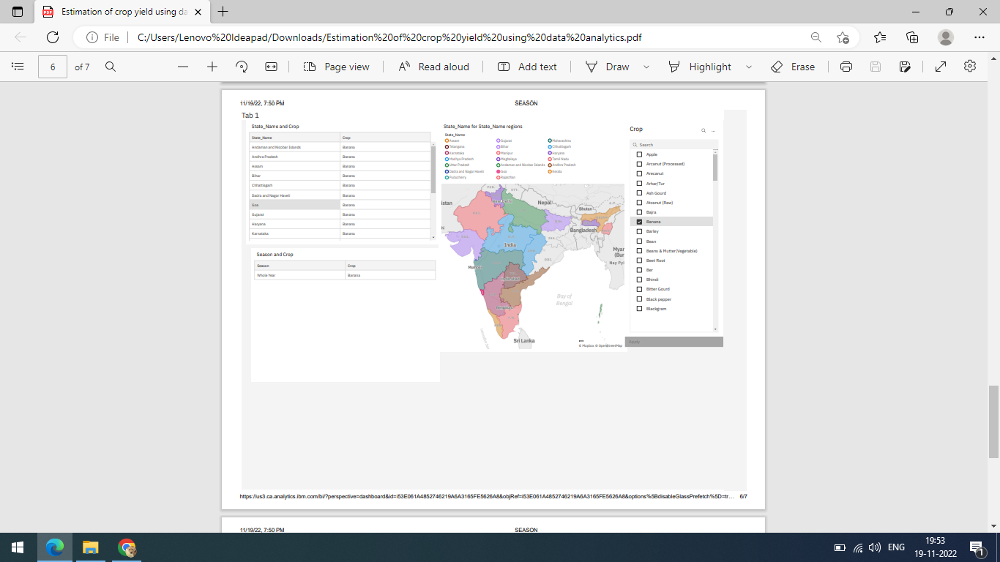 Estimation of crop yield using da
File
C:/Users/Lenovo%20Ideapad/Downloads/Estimation%20of%20crop%20yield%20using%20data%20analytics.pdf
6 of 7
Page view
Read aloud
Add text
Draw
Highlight
Erase
11/19/22, 7:50 PM SEASON
Tab 1
State_Name and Crop
State_Name Crop
Andaman and Nicobar Islands Banana
Andhra Pradesh Banana
Assam Banana
Bihar Banana
Chhattisgarh Banana
Dadra and Nagar Haveli Banana
Goa Banana
Gujarat Banana
Haryana Banana
Karnataka Banana
Season and Crop
Season Crop
Whole Year Banana
State_Name for State_Name regions
State_Name
Assam Gujarat Maharashtra
Telangana Bihar Chhattisgarh
Karnataka Manipur Haryana
Madhya Pradesh Meghalaya Tamil Nadu
Uttar Pradesh Andaman and Nicobar Islands Andhra Pradesh
Dadra and Nagar Haveli Goa Kerala
Puducherry Rajasthan
istan
Nepal
Bhutan
Bangladesh
India
Myar
(Bur
Nay Pyi
Mumbai
Hyderabad
Bay of
Bengal
Bengaluru
Sri Lanka
© Mapbox © OpenStreetMap
Crop
Search
Apple
Arcanut (Processed)
Arecanut
Arhar/Tur
Ash Gourd
Atcanut (Raw)
Bajra
Banana
Barley
Bean
Beans & Mutter(Vegetable)
Beet Root
Ber
Bhindi
Bitter Gourd
Black pepper
Blackgram
Apply
https://us3.ca.analytics.ibm.com/bi/?perspective=dashboard&id=i53E061A4852746219A6A3165FE5626A8&objRef=i53E061A4852746219A6A3165FE5626A8&options%5BdisableGlassPrefetch%5D=tr... 6/7
11/19/22, 7:50 PM SEASON
ENG
19:53
19-11-2022
1